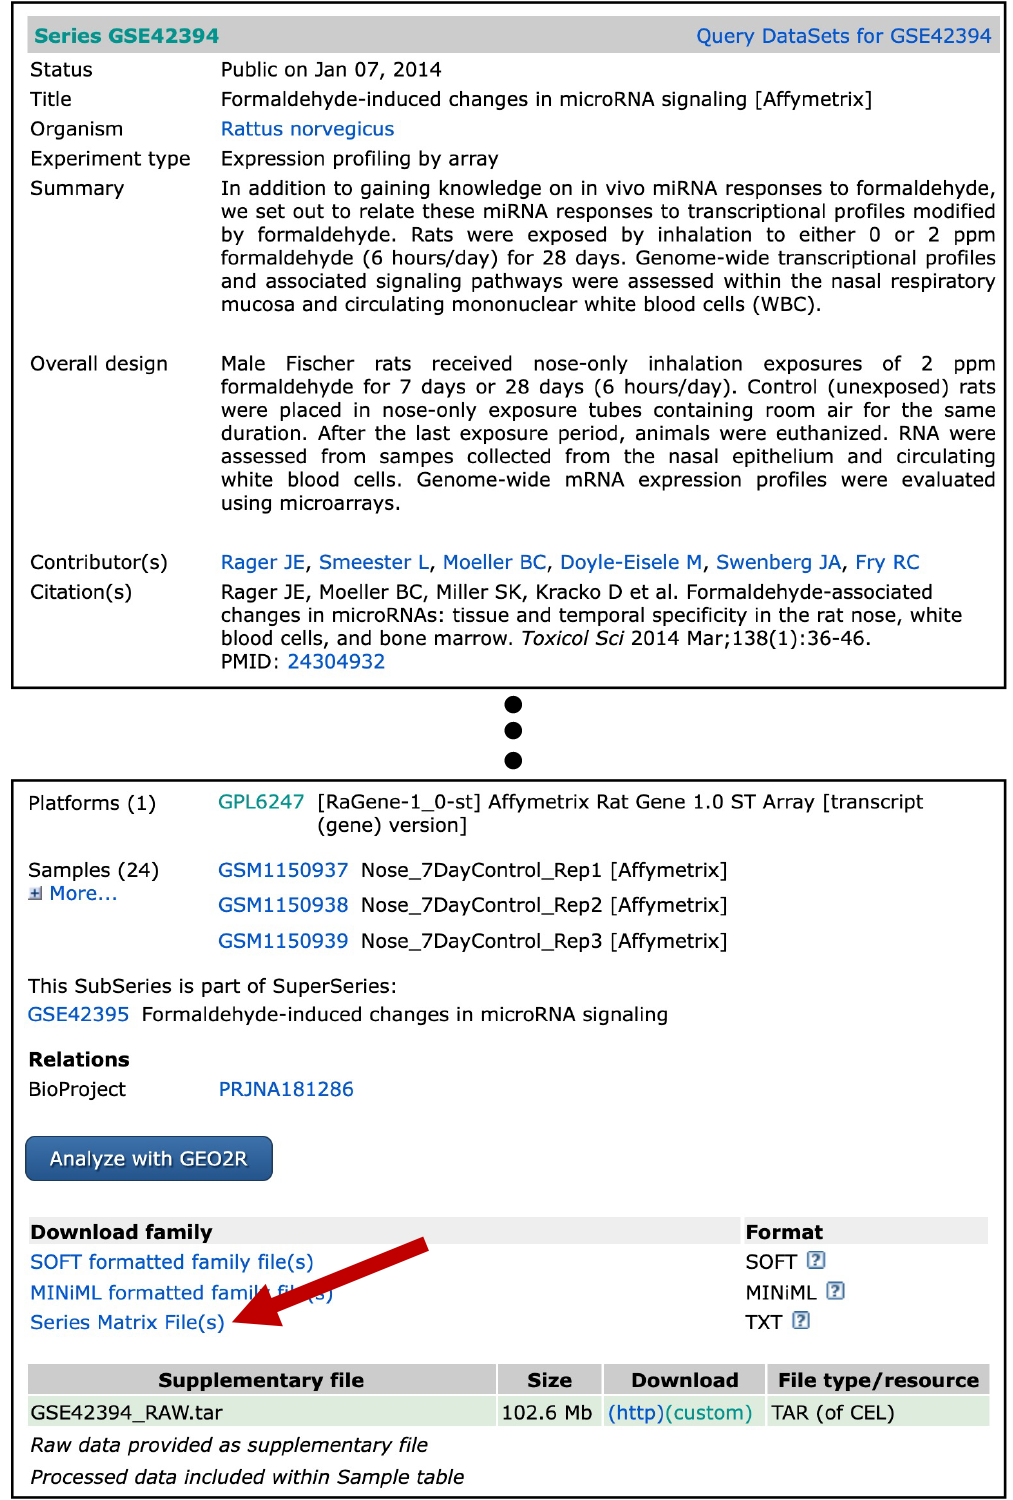 Series GSE42394 Query DataSets for GSE42394
Status Public on Jan 07, 2014
Title Formaldehyde-induced changes in microRNA signaling [Affymetrix]
Organism Rattus norvegicus
Experiment type Expression profiling by array
Summary In addition to gaining knowledge on in vivo miRNA responses to formaldehyde,
we set out to relate these miRNA responses to transcriptional profiles modified
by formaldehyde. Rats were exposed by inhalation to either 0 or 2 ppm
formaldehyde (6 hours/day) for 28 days. Genome-wide transcriptional profiles
and associated signaling pathways were assessed within the nasal respiratory
mucosa and circulating mononuclear white blood cells (WBC).
Overall design Male Fischer rats received nose-only inhalation exposures of 2 ppm
formaldehyde for 7 days or 28 days (6 hours/day). Control (unexposed) rats
were placed in nose-only exposure tubes containing room air for the same
duration. After the last exposure period, animals were euthanized. RNA were
assessed from sampes collected from the nasal epithelium and circulating
white blood cells. Genome-wide mRNA expression profiles were evaluated
using microarrays.
Contributor(s) Rager JE, Smeester L, Moeller BC, Doyle-Eisele M, Swenberg JA, Fry RC
Citation(s) Rager JE, Moeller BC, Miller SK, Kracko D et al. Formaldehyde-associated
changes in microRNAs: tissue and temporal specificity in the rat nose, white
blood cells, and bone marrow. Toxicol Sci 2014 Mar;138(1):36-46.
PMID: 24304932
Platforms (1) GPL6247 [RaGene-1_0-st] Affymetrix Rat Gene 1.0 ST Array [transcript
(gene) version]
Samples (24) GSM1150937 Nose_7DayControl_Rep1 [Affymetrix]
More... GSM1150938 Nose_7DayControl_Rep2 [Affymetrix]
GSM1150939 Nose_7DayControl_Rep3 [Affymetrix]
This SubSeries is part of SuperSeries:
GSE42395 Formaldehyde-induced changes in microRNA signaling
Relations
BioProject PRJNA181286
Analyze with GEO2R
Download family Format
SOFT formatted family file(s) SOFT ?
MINiML formatted family file(s) MINiML ?
Series Matrix File(s) TXT ?
Supplementary file Size Download File type/resource
GSE42394_RAW.tar 102.6 Mb (http)(custom) TAR (of CEL)
Raw data provided as supplementary file
Processed data included within Sample table